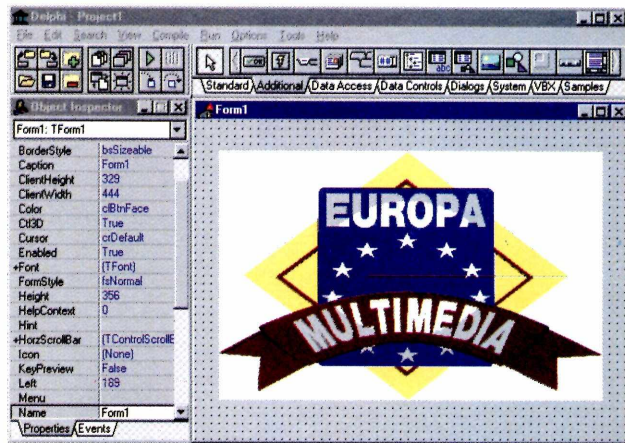 Delphi - Project1
File Edit Search View Compile Run Options Tools Help
Standard Additional Data Access Data Controls Dialogs System VBX Samples
Object Inspector
Form1: TForm1
BorderStyle bsSizeable
Caption Form1
ClientHeight 329
ClientWidth 444
Color clBtnFace
Ctl3D True
Cursor crDefault
Enabled True
+Font (TFont)
FormStyle fsNormal
Height 356
HelpContext 0
Hint
+HorzScrollBar (TControlScrollB
Icon (None)
KeyPreview False
Left 189
Menu
Name Form1
Properties Events
Form1
EUROPA
MULTIMEDIA